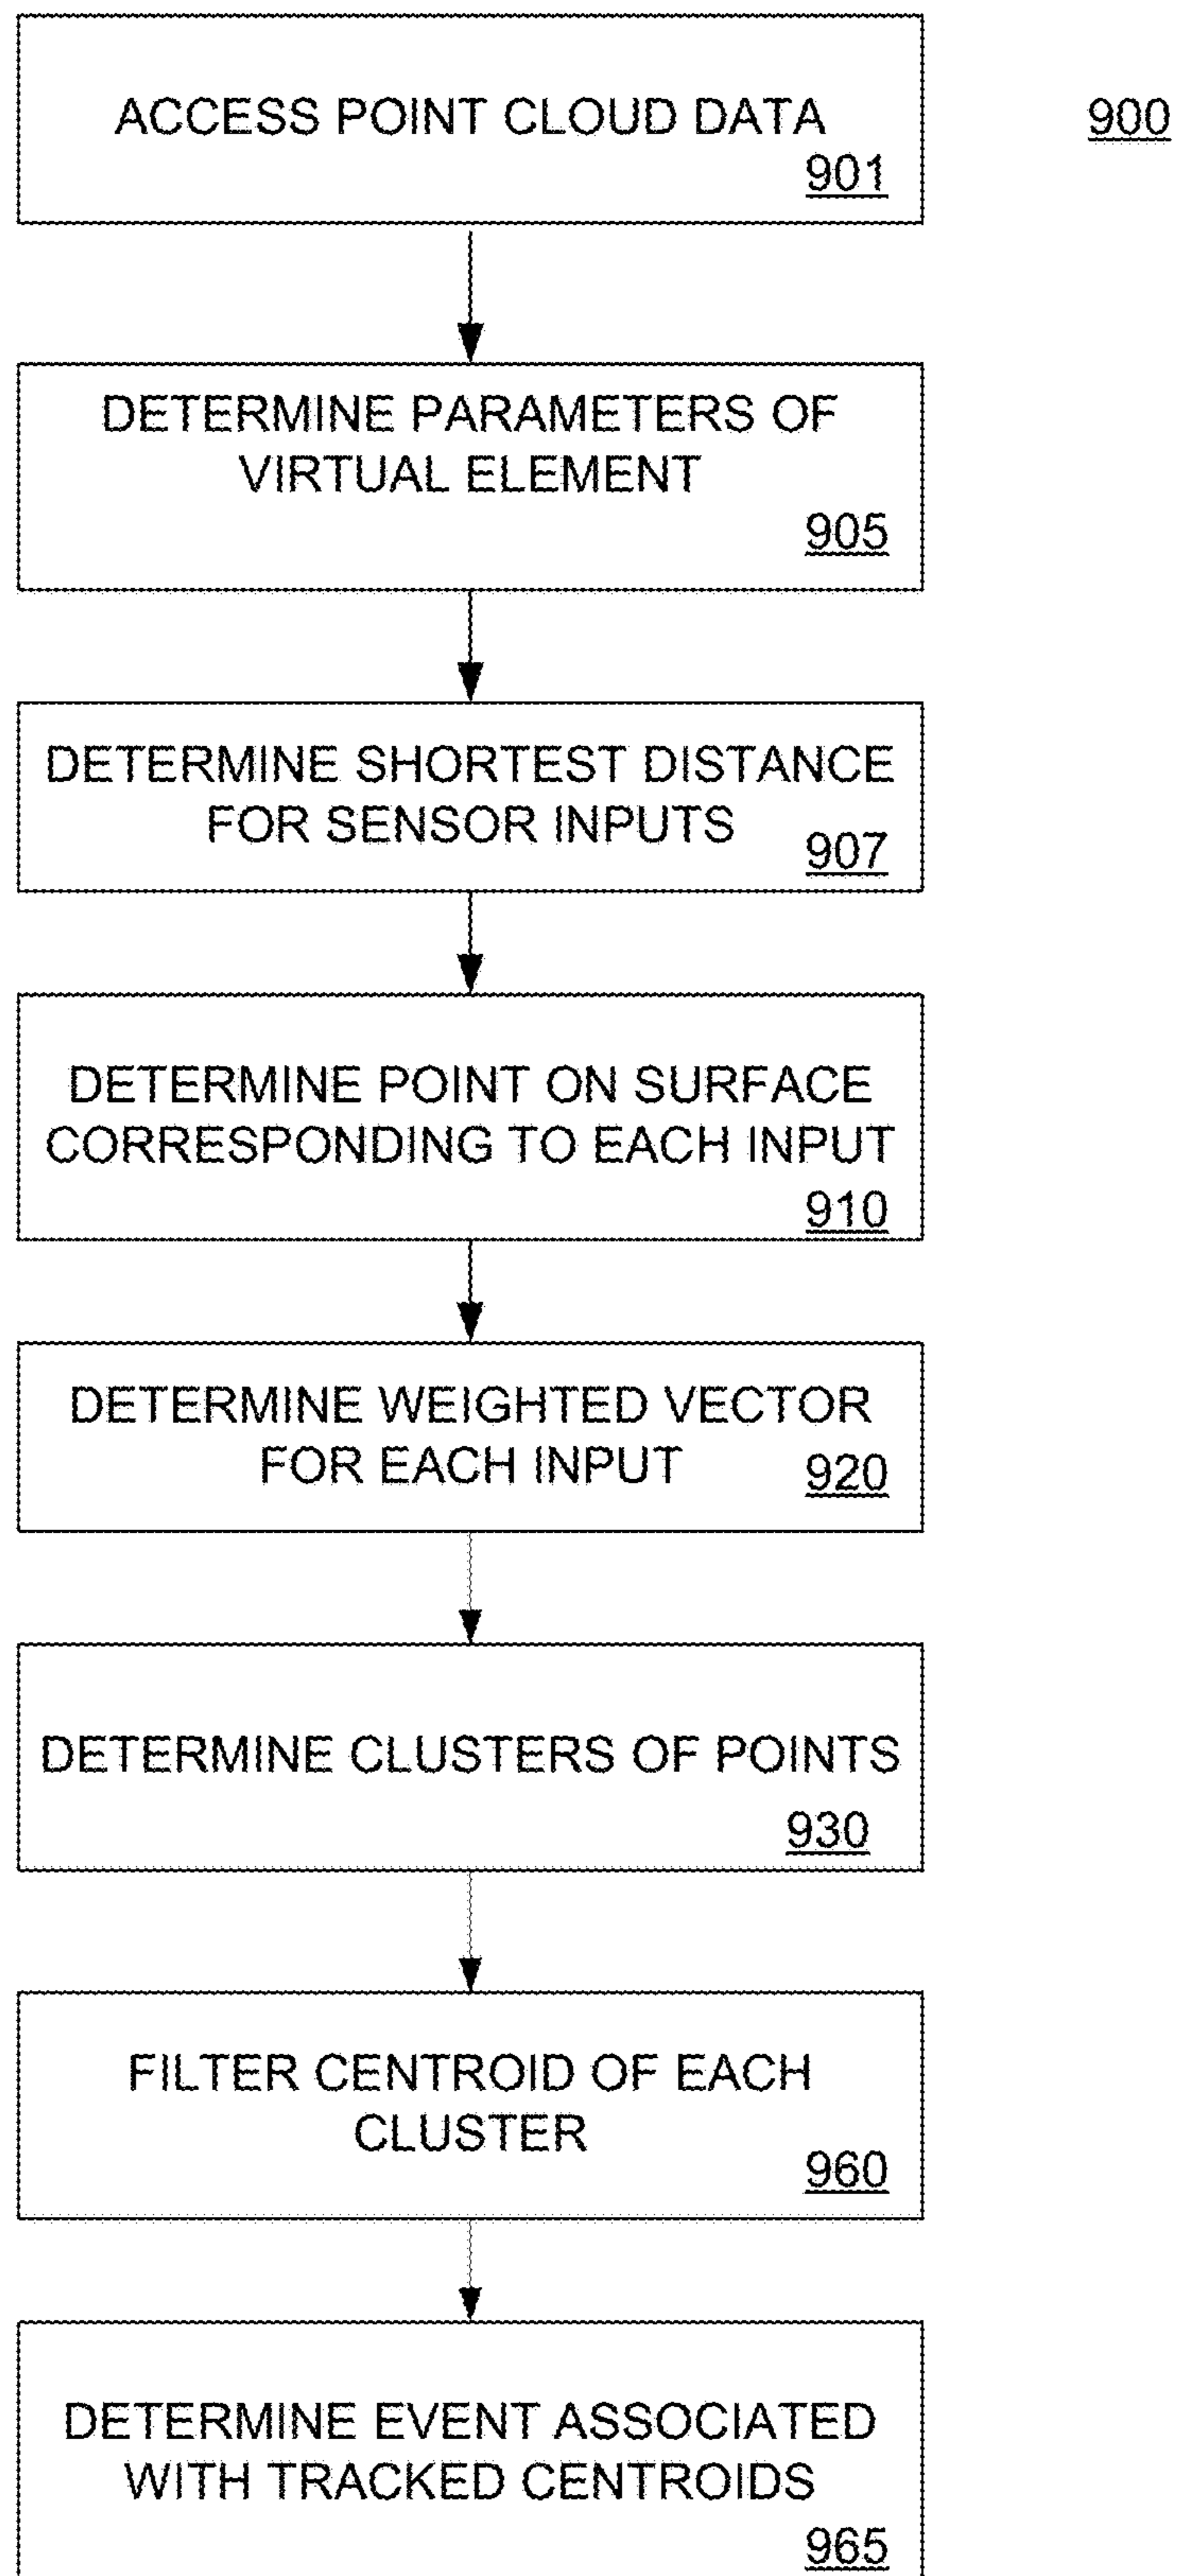 ACCESS POINT CLOUD DATA
901
900
DETERMINE PARAMETERS OF
VIRTUAL ELEMENT
905
DETERMINE SHORTEST DISTANCE
FOR SENSOR INPUTS
907
DETERMINE POINT ON SURFACE
CORRESPONDING TO EACH INPUT
910
DETERMINE WEIGHTED VECTOR
FOR EACH INPUT
920
DETERMINE CLUSTERS OF POINTS
930
FILTER CENTROID OF EACH
CLUSTER
960
DETERMINE EVENT ASSOCIATED
WITH TRACKED CENTROIDS
965